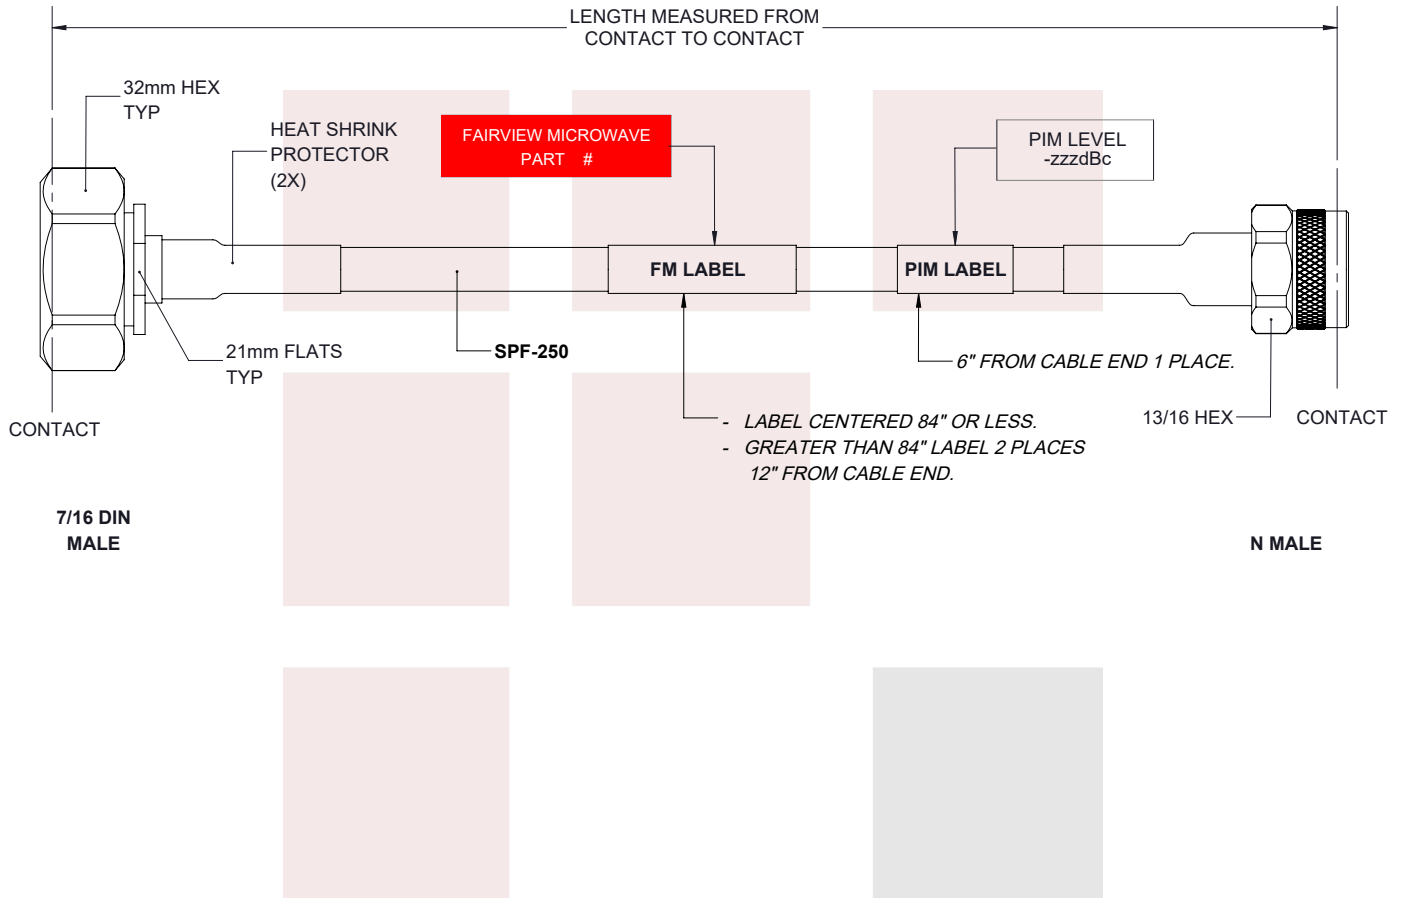 LENGTH MEASURED FROM
CONTACT TO CONTACT
32mm HEX
TYP
HEAT SHRINK
PROTECTOR
(2X)
FAIRVIEW MICROWAVE
PART #
PIM LEVEL
-zzzdBc
FM LABEL
PIM LABEL
21mm FLATS
TYP
SPF-250
6" FROM CABLE END 1 PLACE.
- LABEL CENTERED 84" OR LESS.
- GREATER THAN 84" LABEL 2 PLACES
12" FROM CABLE END.
13/16 HEX
CONTACT
CONTACT
7/16 DIN
MALE
N MALE